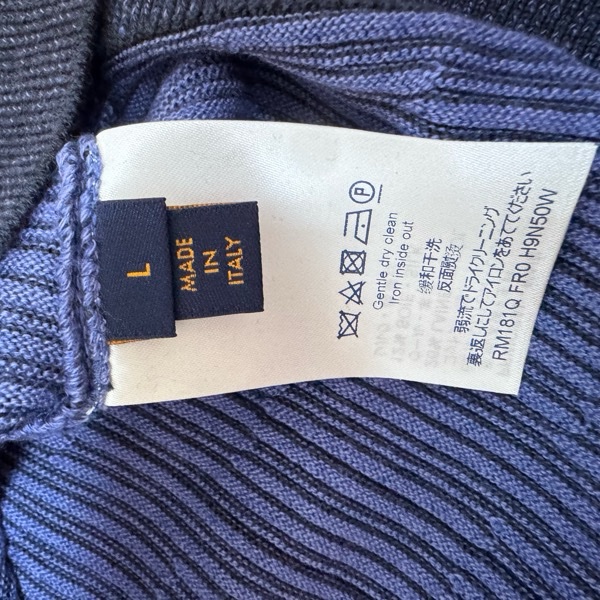 L
MADE
IN
ITALY
P
Gentle dry clean
Iron inside out
缓和干洗
反面熨烫
弱流でドライクリーニング
裏返しにしてアイロンをあててください
RM181Q FR0 H9N50W